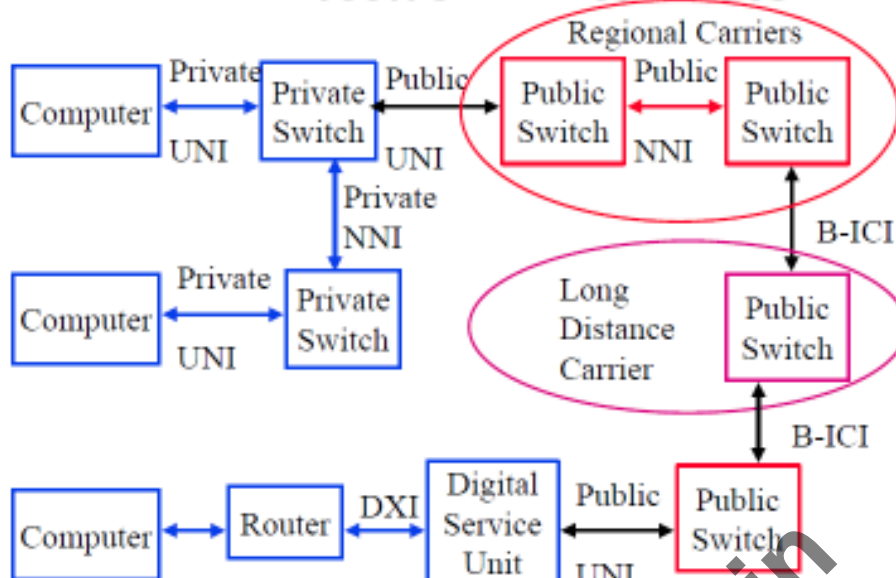 Regional Carriers
Computer
Private
UNI
Private
Switch
Public
UNI
Public
Switch
Public
NNI
Public
Switch
Private
NNI
B-ICI
Computer
Private
UNI
Private
Switch
Long
Distance
Carrier
Public
Switch
B-ICI
Computer
Router
DXI
Digital
Service
Unit
Public
UNI
Public
Switch